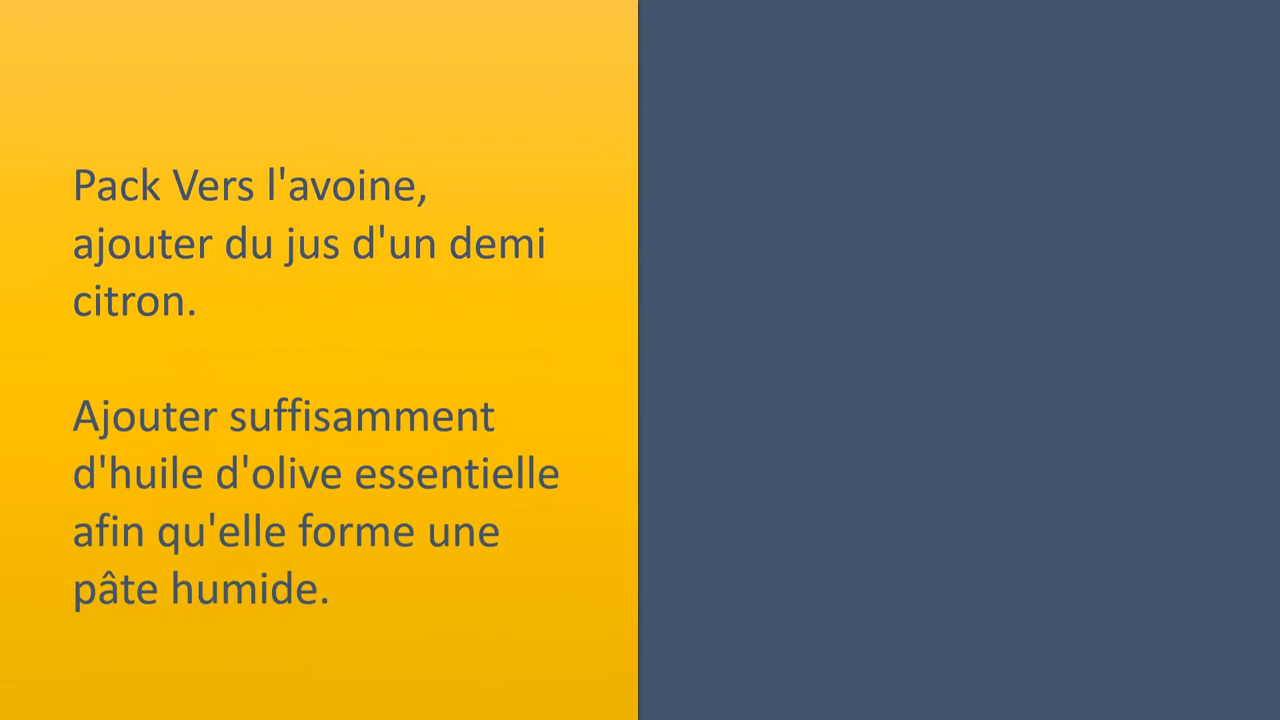 Pack Vers l'avoine,
ajouter du jus d'un demi
citron.
Ajouter suffisamment
d'huile d'olive essentielle
afin qu'elle forme une
pâte humide.